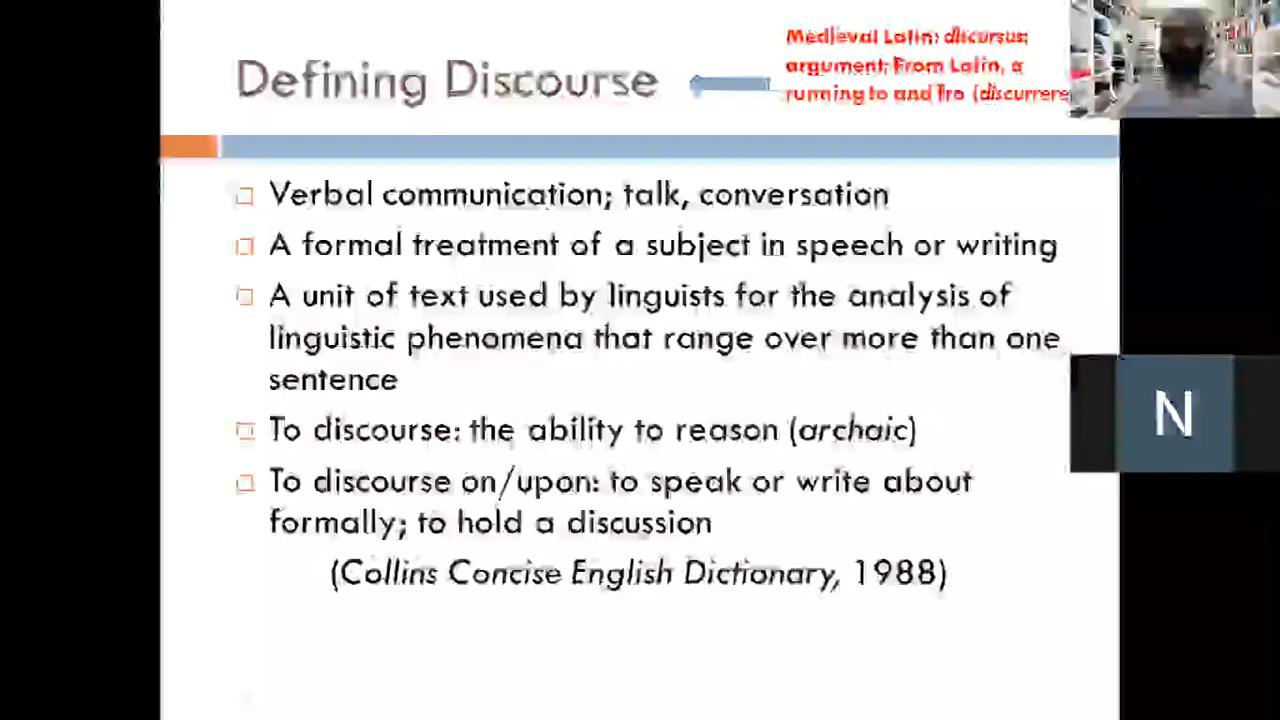 Defining Discourse
Medieval Latin: discursus;
argument; From Latin, a
running to and fro (discurrere
Verbal communication; talk, conversation
A formal treatment of a subject in speech or writing
A unit of text used by linguists for the analysis of
linguistic phenomena that range over more than one
sentence
To discourse: the ability to reason (archaic)
To discourse on/upon: to speak or write about
formally; to hold a discussion
(Collins Concise English Dictionary, 1988)
N